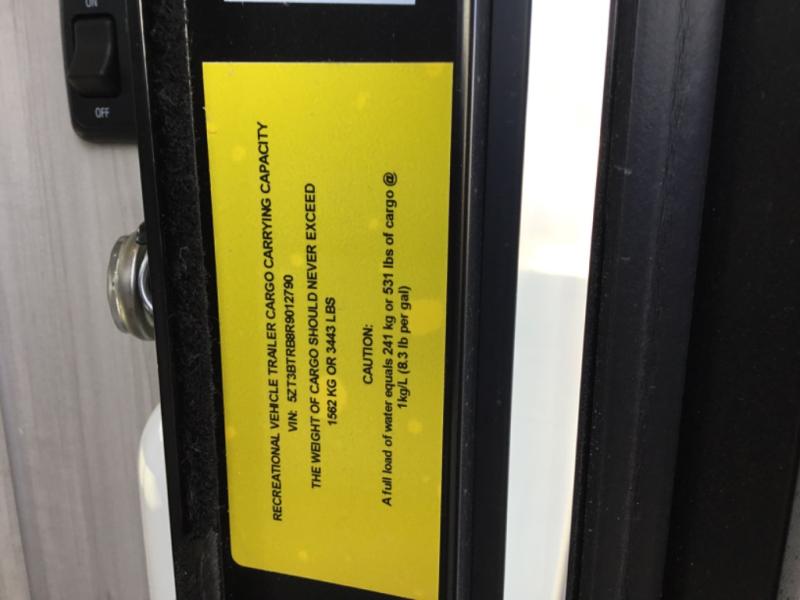 ON
OFF
RECREATIONAL VEHICLE TRAILER CARGO CARRYING CAPACITY
VIN: 5ZT3BTRB8R9012790
THE WEIGHT OF CARGO SHOULD NEVER EXCEED
1562 KG OR 3443 LBS
CAUTION:
A full load of water equals 241 kg or 531 lbs of cargo @
1kg/L (8.3 lb per gal)